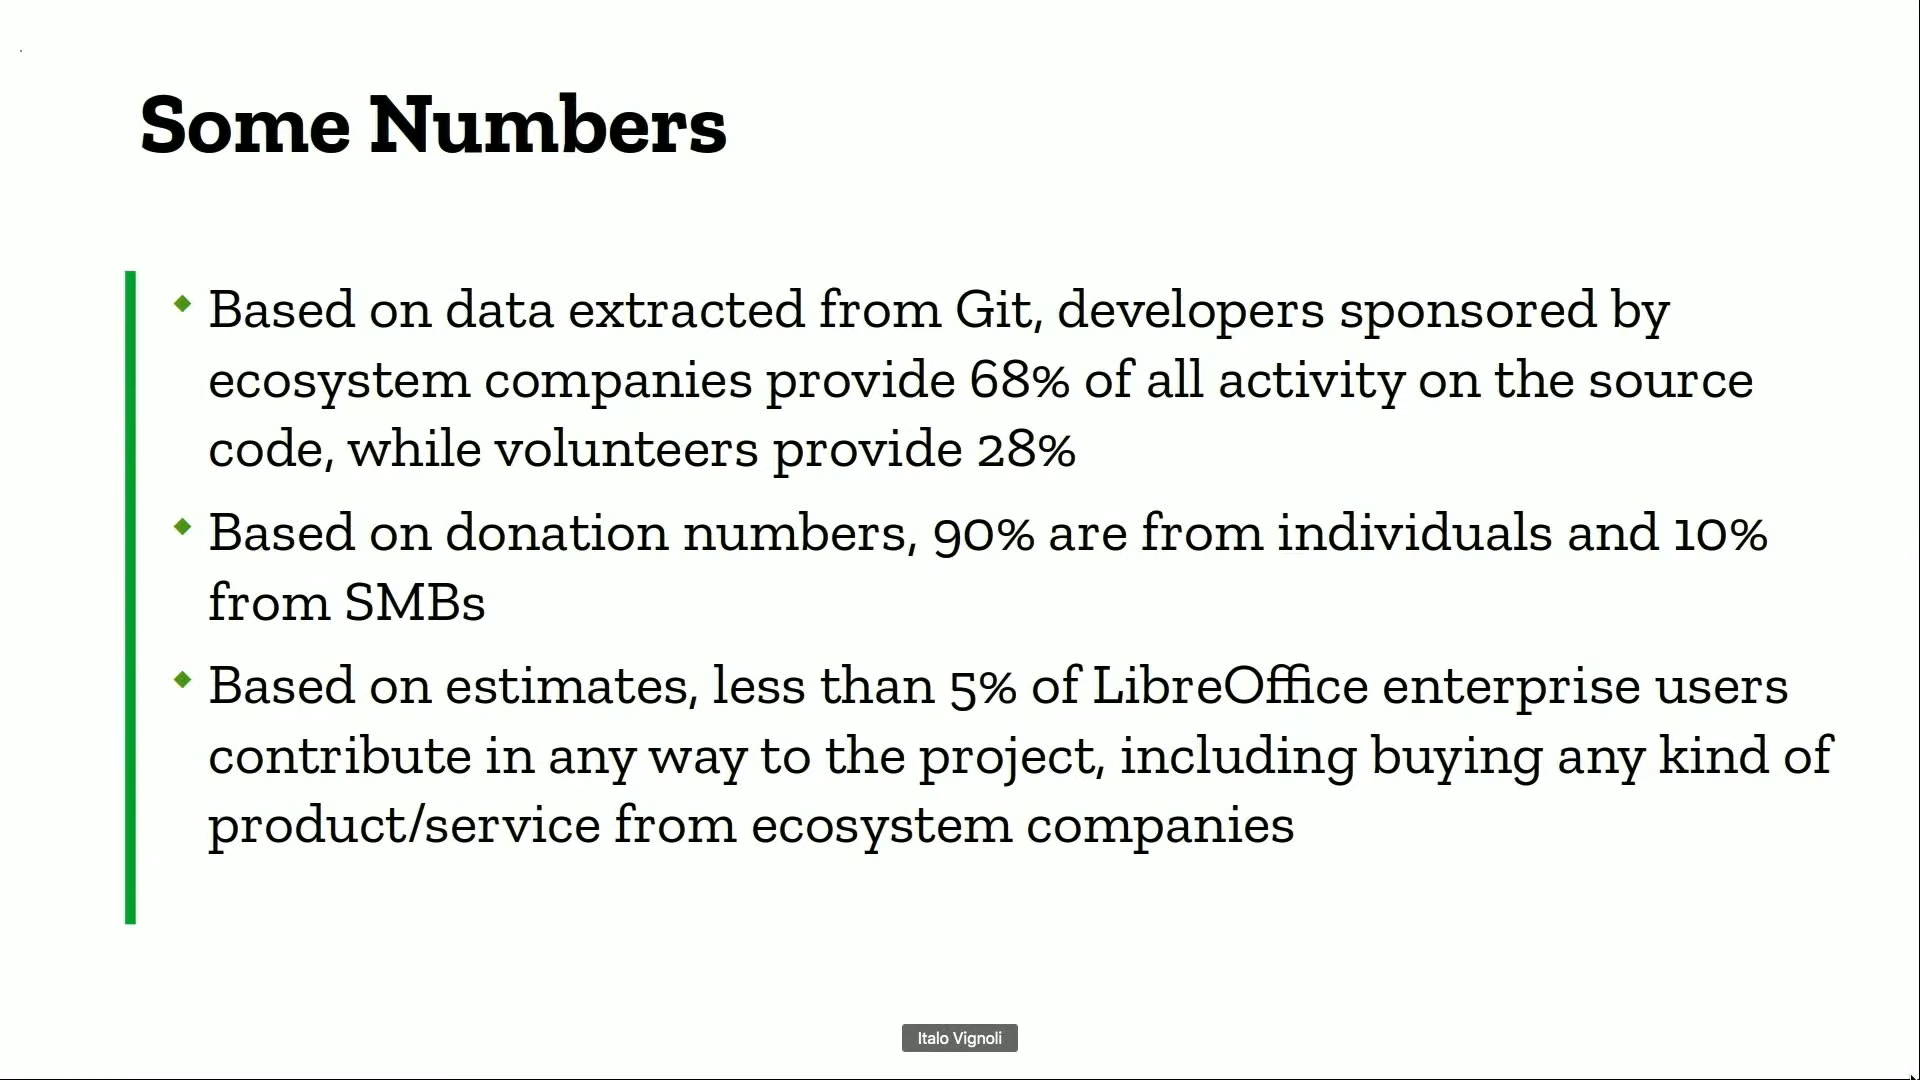 Some Numbers
Based on data extracted from Git, developers sponsored by
ecosystem companies provide 68% of all activity on the source
code, while volunteers provide 28%
Based on donation numbers, 90% are from individuals and 10%
from SMBs
Based on estimates, less than 5% of LibreOffice enterprise users
contribute in any way to the project, including buying any kind of
product/service from ecosystem companies
Italo Vignoli